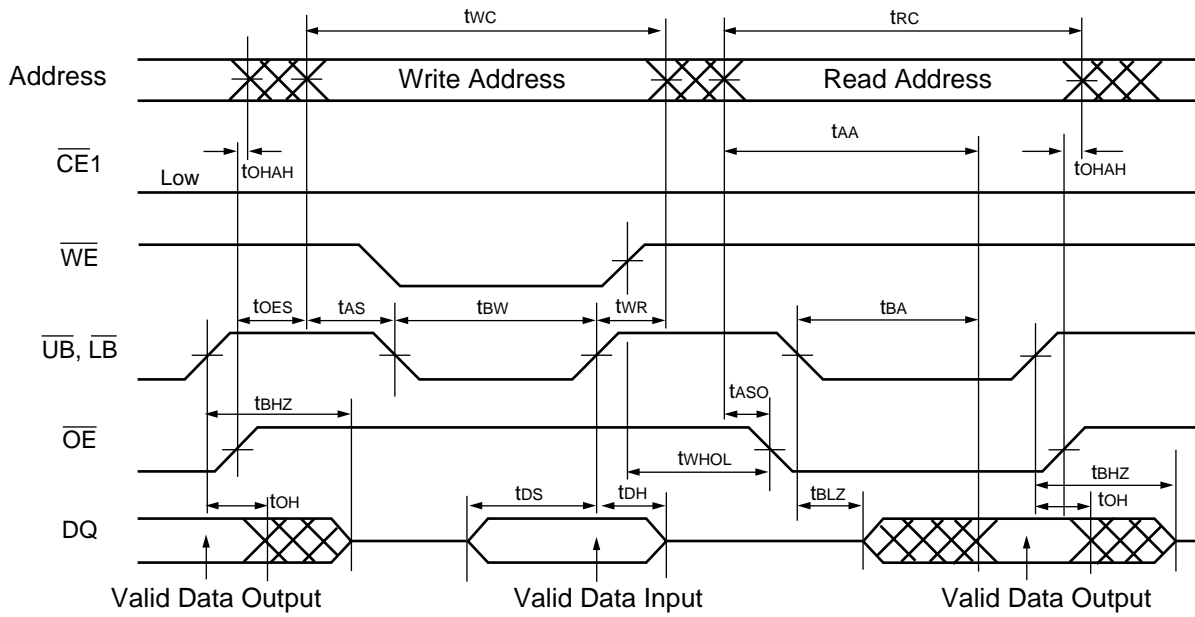 tWC
tRC
Address
Write Address
Read Address
tAA
CE1
tOHAH
tOHAH
Low
WE
tOES
tAS
tBW
tWR
tBA
UB, LB
tBHZ
tASO
OE
tWHOL
tBHZ
tOH
tDS
tDH
tBLZ
tOH
DQ
Valid Data Output
Valid Data Input
Valid Data Output